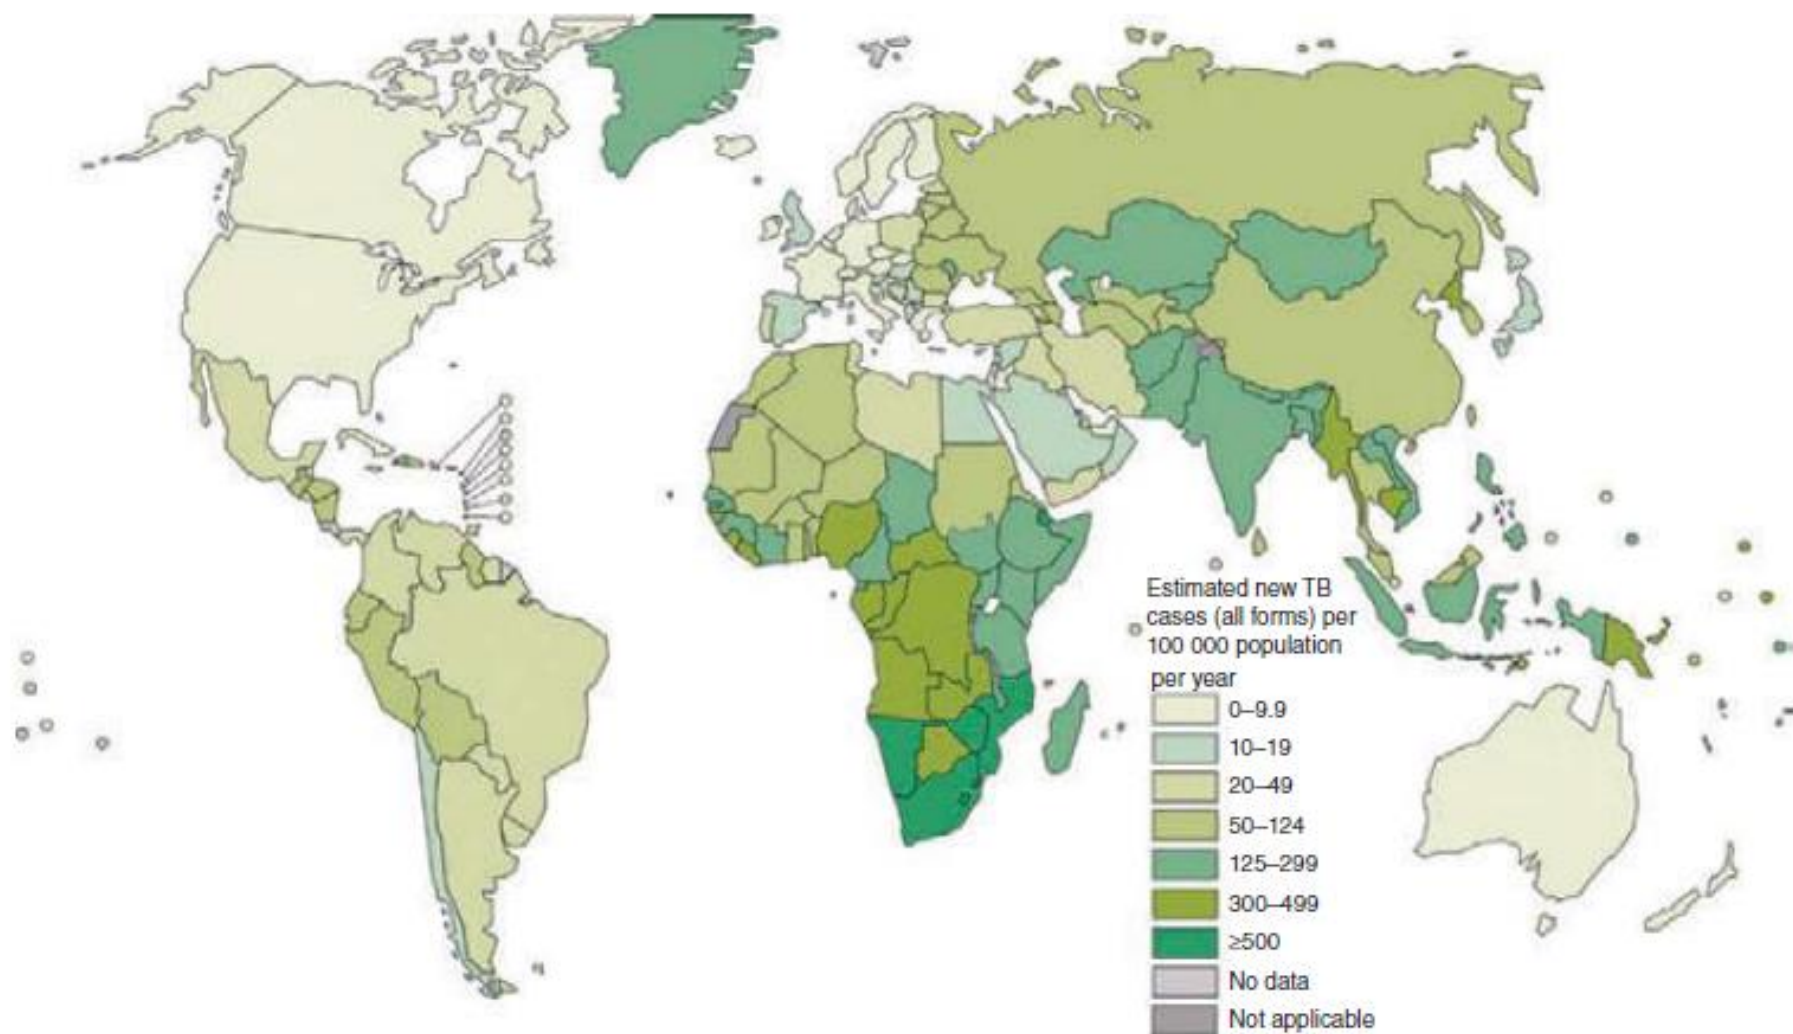 Estimated new TB
cases (all forms) per
100 000 population
per year
0–9.9
10–19
20–49
50–124
125–299
300–499
≥500
No data
Not applicable